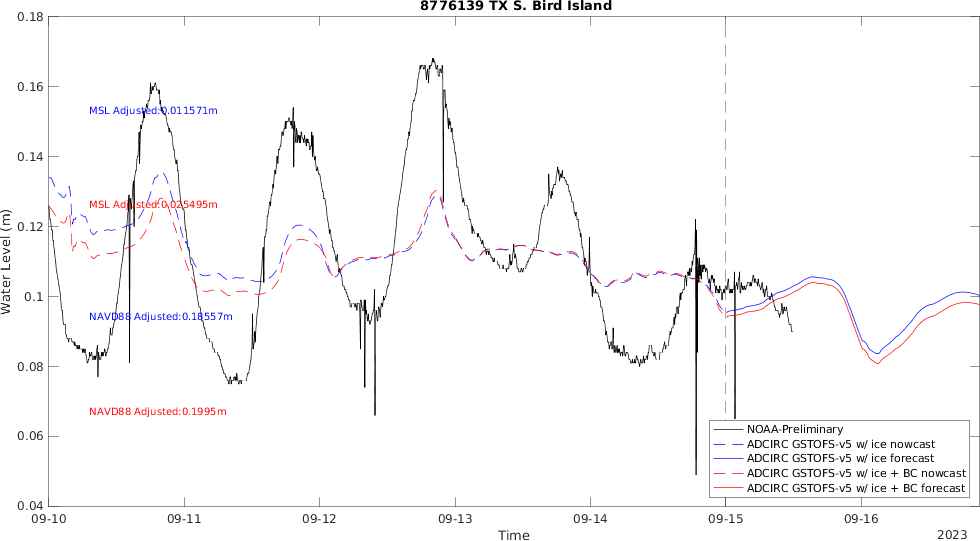 8776139 TX S. Bird Island
0.18
0.16
0.14
0.12
0.1
0.08
0.06
0.04
Water Level (m)
MSL Adjusted:0.011571m
MSL Adjusted:0.025495m
NAVD88 Adjusted:0.18557m
NAVD88 Adjusted:0.1995m
NOAA-Preliminary
ADCIRC GSTOFS-v5 w/ ice nowcast
ADCIRC GSTOFS-v5 w/ ice forecast
ADCIRC GSTOFS-v5 w/ ice + BC nowcast
ADCIRC GSTOFS-v5 w/ ice + BC forecast
09-10 09-11 09-12 09-13 09-14 09-15 09-16
Time
2023